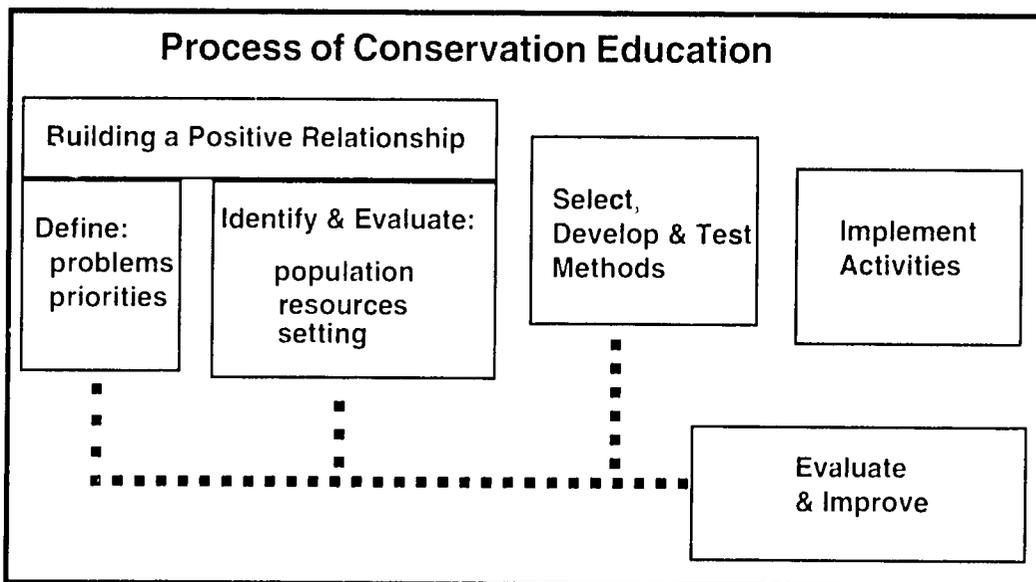 Process of Conservation Education
Building a Positive Relationship
Define:
problems
priorities
Identify & Evaluate:
population
resources
setting
Select,
Develop & Test
Methods
Implement
Activities
Evaluate
& Improve